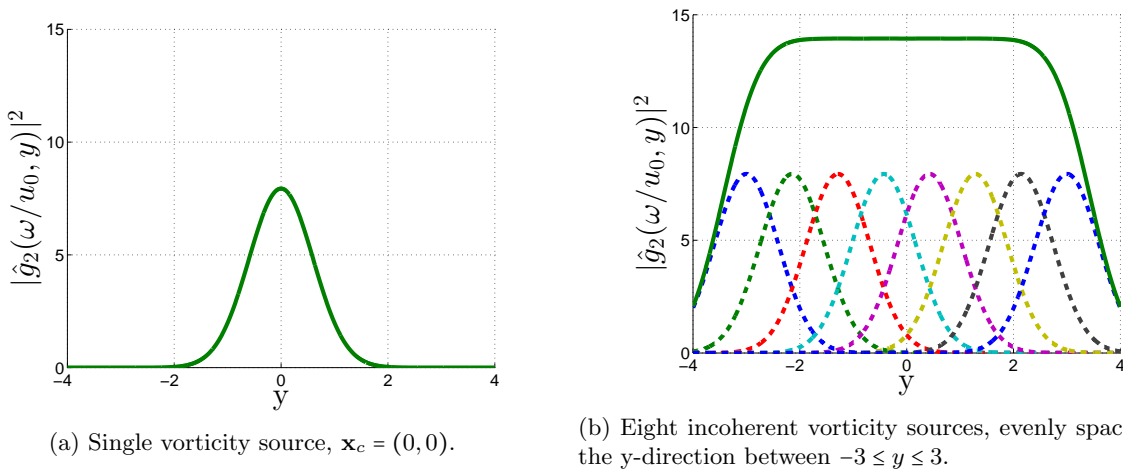 15
10
5
0
−4
−2
0
2
4
y
|ĝ₂(ω/u₀, y)|²
(a) Single vorticity source, x_c = (0,0).
15
10
5
0
−4
−2
0
2
4
y
|ĝ₂(ω/u₀, y)|²
(b) Eight incoherent vorticity sources, evenly spac
the y-direction between −3 ≤ y ≤ 3.